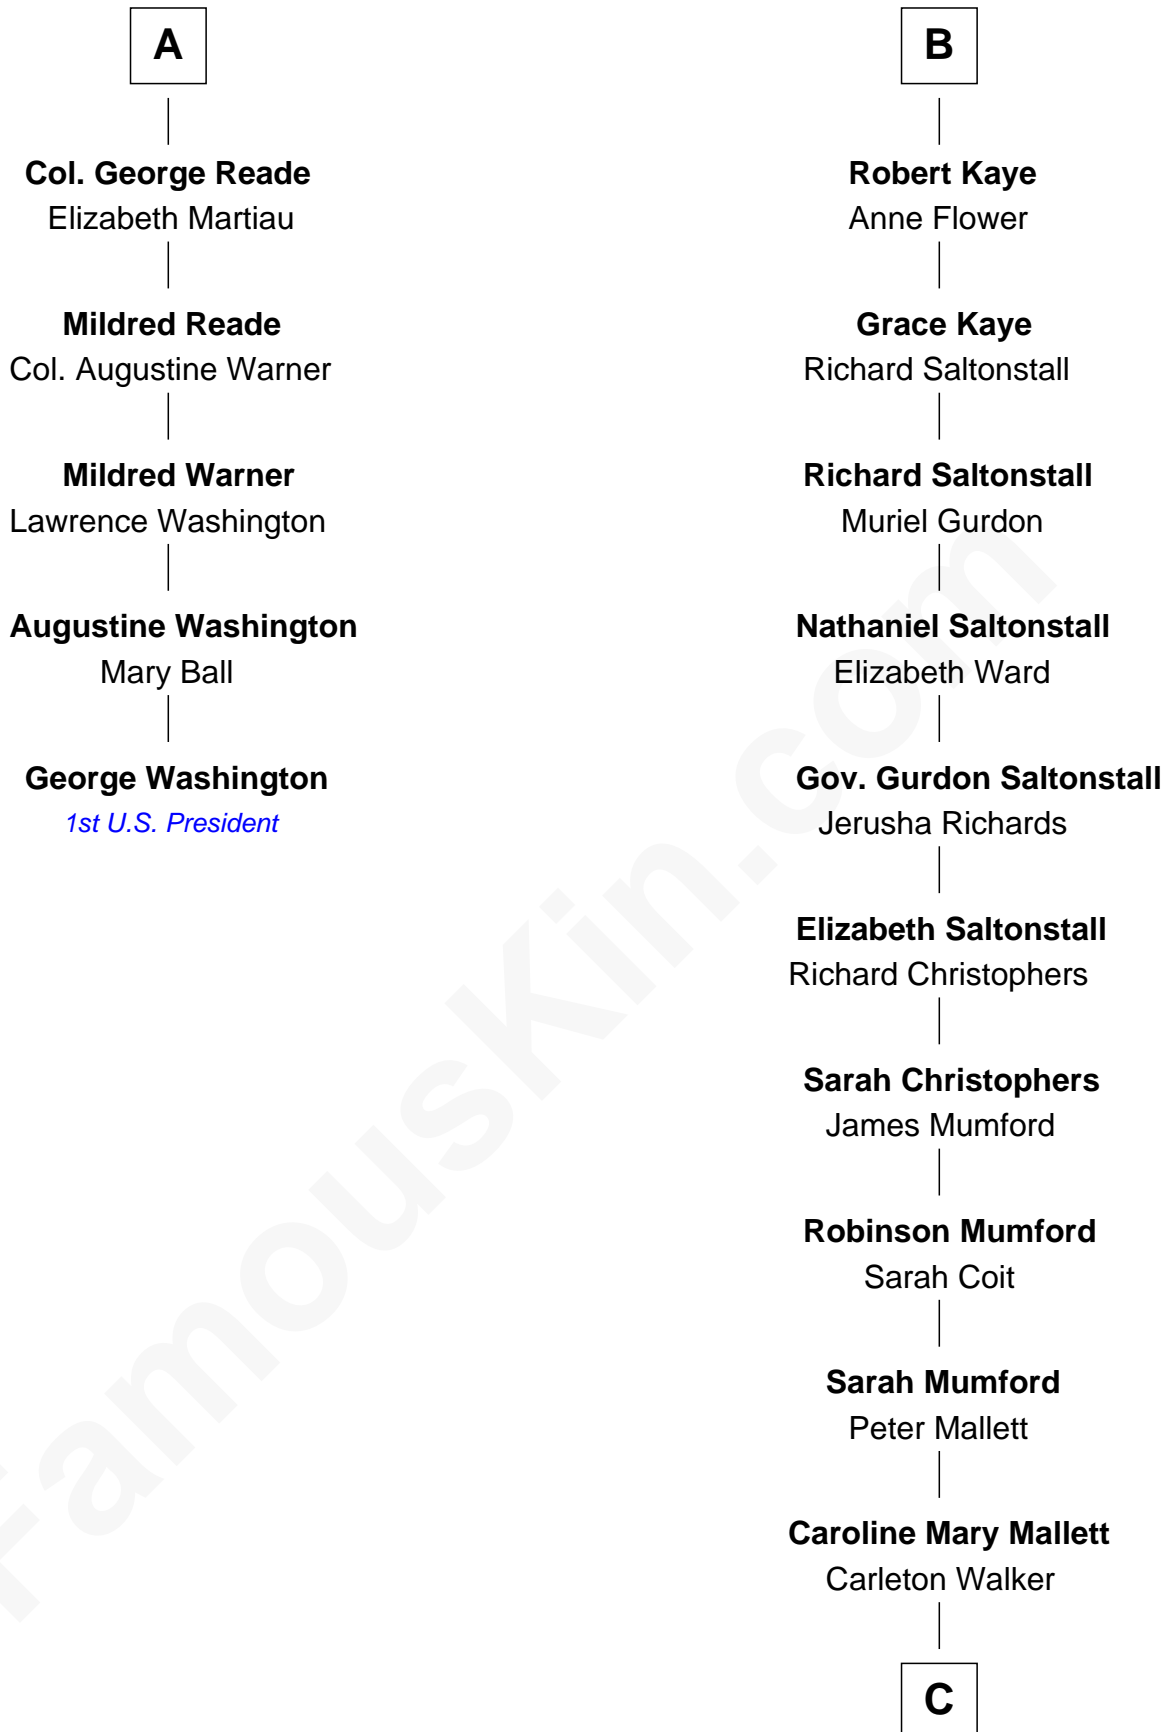 A
Col. George Reade
Elizabeth Martiau
Mildred Reade
Col. Augustine Warner
Mildred Warner
Lawrence Washington
Augustine Washington
Mary Ball
George Washington
1st U.S. President
B
Robert Kaye
Anne Flower
Grace Kaye
Richard Saltonstall
Richard Saltonstall
Muriel Gurdon
Nathaniel Saltonstall
Elizabeth Ward
Gov. Gurdon Saltonstall
Jerusha Richards
Elizabeth Saltonstall
Richard Christophers
Sarah Christophers
James Mumford
Robinson Mumford
Sarah Coit
Sarah Mumford
Peter Mallett
Caroline Mary Mallett
Carleton Walker
C
FamousKin.com